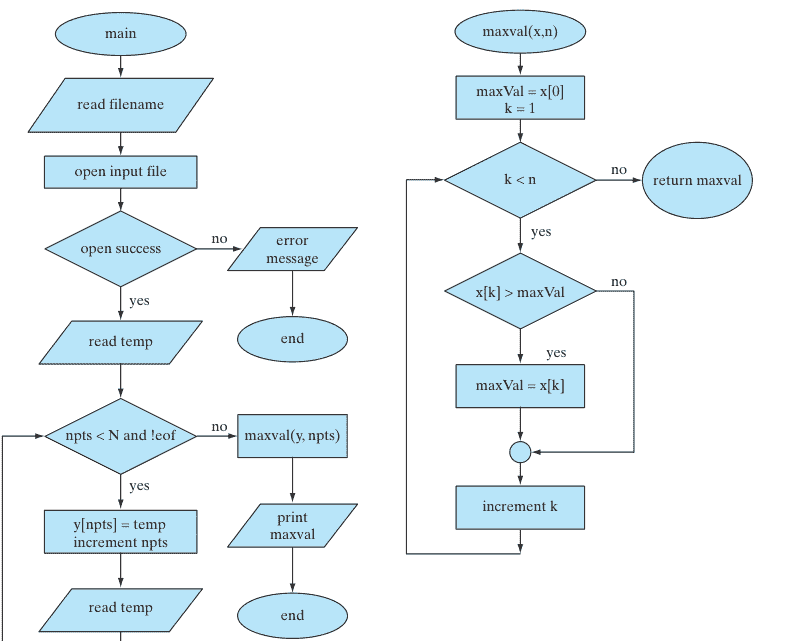 main
read filename
open input file
open success
no
error
message
yes
end
read temp
npts < N and !eof
no
maxval(y, npts)
yes
y[npts] = temp
increment npts
print
maxval
read temp
end
maxval(x,n)
maxVal = x[0]
k = 1
k < n
no
return maxval
yes
x[k] > maxVal
no
yes
maxVal = x[k]
increment k